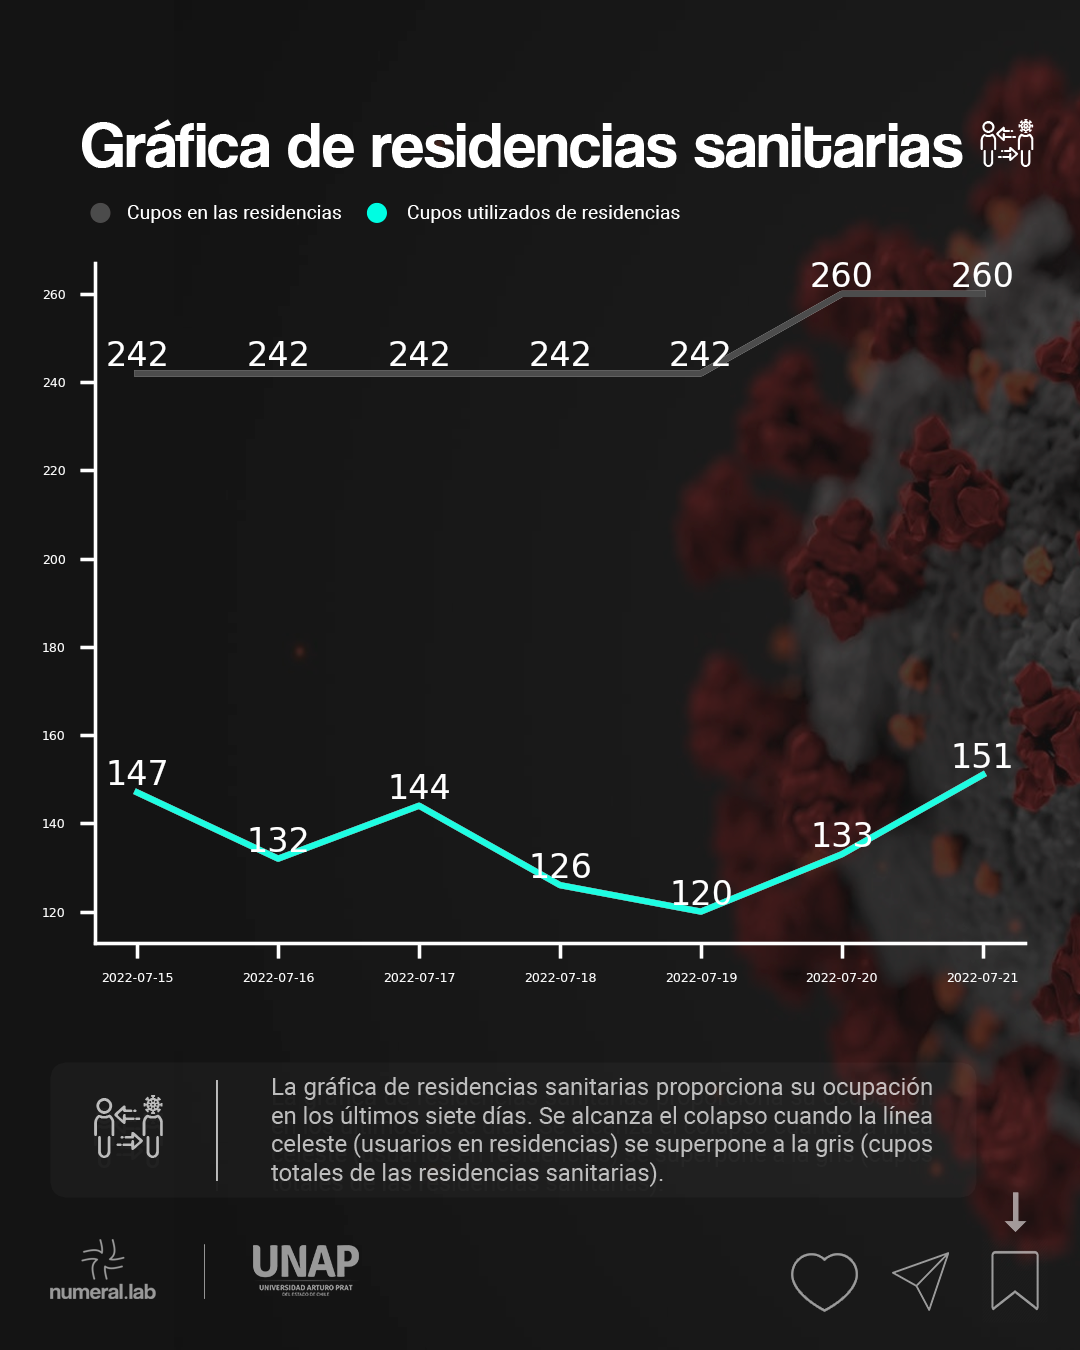 Gráfica de residencias sanitarias
Cupos en las residencias
Cupos utilizados de residencias
260
240
220
200
180
160
140
120
242
242
242
242
242
260
260
147
132
144
126
120
133
151
2022-07-15
2022-07-16
2022-07-17
2022-07-18
2022-07-19
2022-07-20
2022-07-21
La gráfica de residencias sanitarias proporciona su ocupación
en los últimos siete días. Se alcanza el colapso cuando la línea
celeste (usuarios en residencias) se superpone a la gris (cupos
totales de las residencias sanitarias).
numeral.lab
UNAP
UNIVERSIDAD ARTURO PRAT
DEL ESTADO DE CHILE